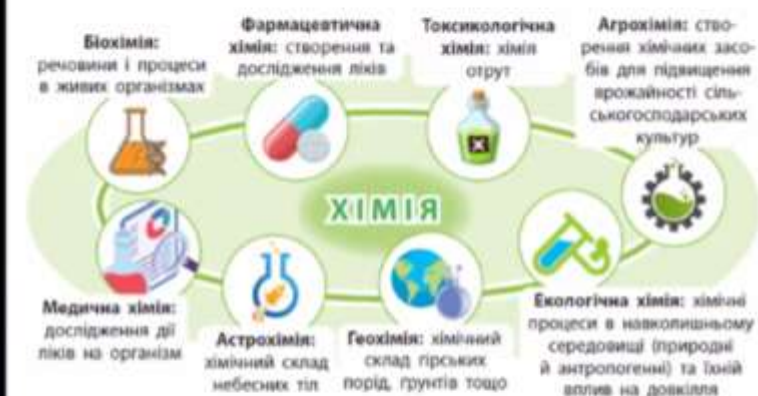 Біохімія:
речовини і процеси
в живих організмах
Фармацевтична
хімія: створення та
дослідження ліків
Токсикологічна
хімія: хімія
отрут
Агрохімія: ство-
рення хімічних засо-
бів для підвищення
врожайності сіль-
ськогосподарських
культур
ХІМІЯ
Медична хімія:
дослідження дії
ліків на організм
Астрохімія:
хімічний склад
небесних тіл
Геохімія: хімічний
склад гірських
порід, ґрунтів тощо
Екологічна хімія: хімічні
процеси в навколишньому
середовищі (природні
й антропогенні) та їхній
вплив на довкілля